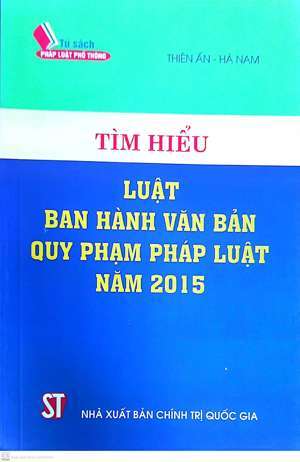 Tủ sách
PHÁP LUẬT PHỔ THÔNG
THIÊN ẤN - HÀ NAM
TÌM HIỂU
LUẬT
BAN HÀNH VĂN BẢN
QUY PHẠM PHÁP LUẬT
NĂM 2015
ST
NHÀ XUẤT BẢN CHÍNH TRỊ QUỐC GIA